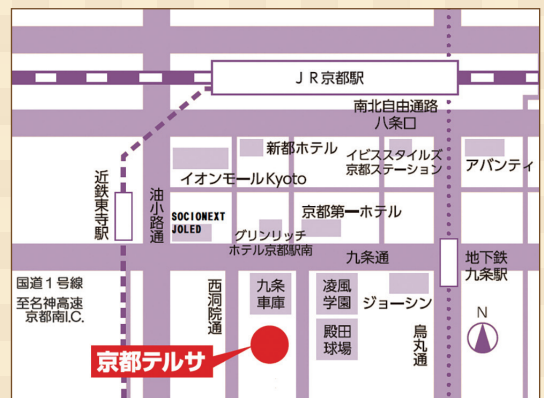 JR京都駅
南北自由通路
八条口
新都ホテル
イビススタイルズ
京都ステーション
アバンティ
イオンモールKyoto
近鉄東寺駅
油小路通
SOCIONEXT
JOLED
京都第一ホテル
グリンリッチ
ホテル京都駅南
九条通
地下鉄
九条駅
国道1号線
至名神高速
京都南I.C.
西洞院通
九条
車庫
凌風
学園
ジョーシン
殿田
球場
烏丸通
N
京都テルサ